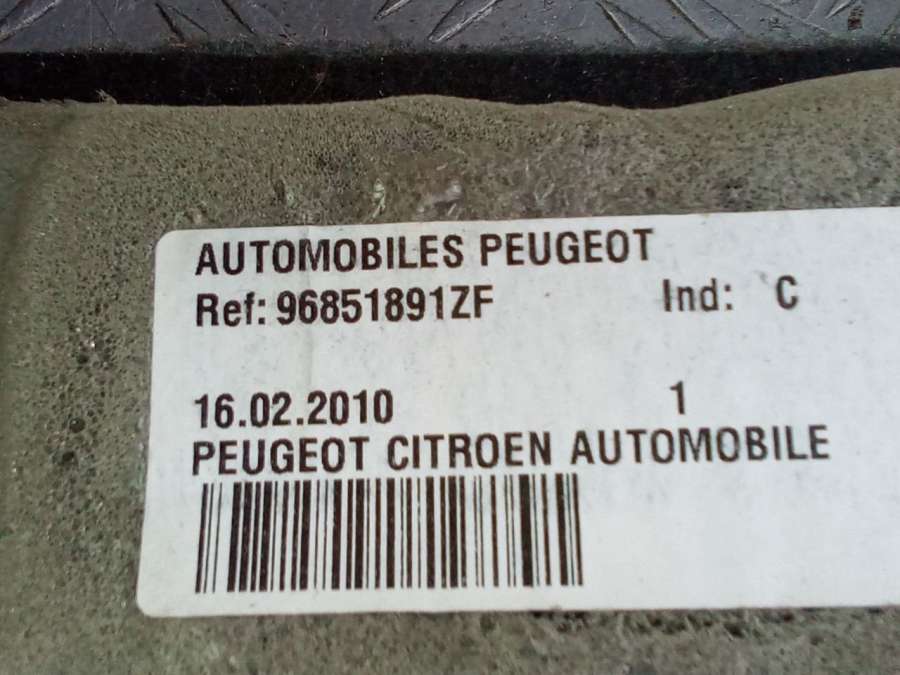 AUTOMOBILES PEUGEOT
Ref: 96851891ZF Ind: C
16.02.2010 1
PEUGEOT CITROEN AUTOMOBILE